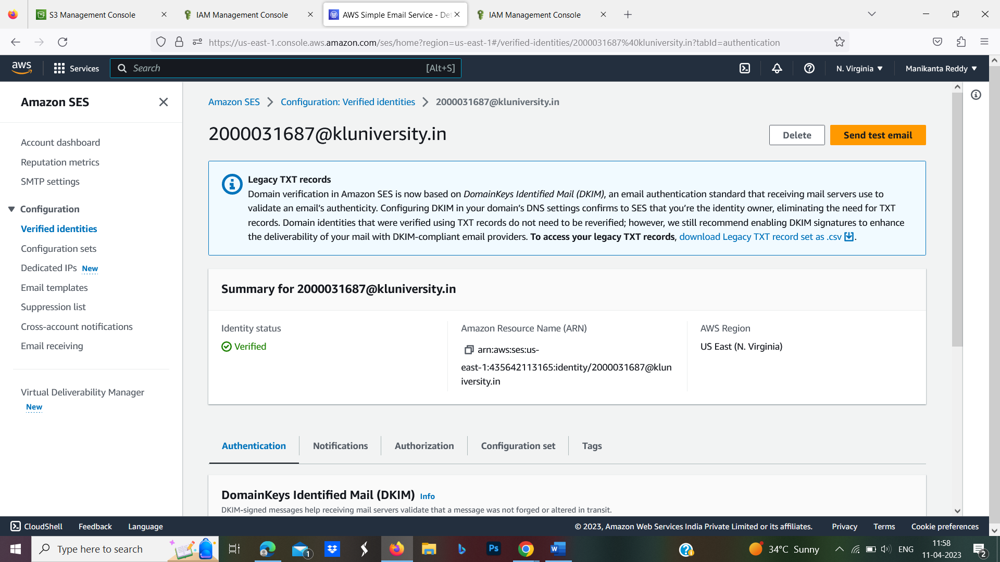 S3 Management Console
IAM Management Console
AWS Simple Email Service - Det
IAM Management Console
https://us-east-1.console.aws.amazon.com/ses/home?region=us-east-1#/verified-identities/2000031687%40kluniversity.in?tabId=authentication
aws
Services
Search
[Alt+S]
N. Virginia
Manikanta Reddy
Amazon SES
Account dashboard
Reputation metrics
SMTP settings
Configuration
Verified identities
Configuration sets
Dedicated IPs New
Email templates
Suppression list
Cross-account notifications
Email receiving
Virtual Deliverability Manager
New
Amazon SES > Configuration: Verified identities > 2000031687@kluniversity.in
2000031687@kluniversity.in
Delete
Send test email
Legacy TXT records
Domain verification in Amazon SES is now based on DomainKeys Identified Mail (DKIM), an email authentication standard that receiving mail servers use to
validate an email’s authenticity. Configuring DKIM in your domain’s DNS settings confirms to SES that you’re the identity owner, eliminating the need for TXT
records. Domain identities that were verified using TXT records do not need to be reverified; however, we still recommend enabling DKIM signatures to enhance
the deliverability of your mail with DKIM-compliant email providers. To access your legacy TXT records, download Legacy TXT record set as .csv.
Summary for 2000031687@kluniversity.in
Identity status
Verified
Amazon Resource Name (ARN)
arn:aws:ses:us-
east-1:435642113165:identity/2000031687@klun
iversity.in
AWS Region
US East (N. Virginia)
Authentication
Notifications
Authorization
Configuration set
Tags
DomainKeys Identified Mail (DKIM) Info
DKIM-signed messages help receiving mail servers validate that a message was not forged or altered in transit.
CloudShell
Feedback
Language
© 2023, Amazon Web Services India Private Limited or its affiliates.
Privacy
Terms
Cookie preferences
Type here to search
1
Ps
W
34°C Sunny
ENG
11:58
11-04-2023
2